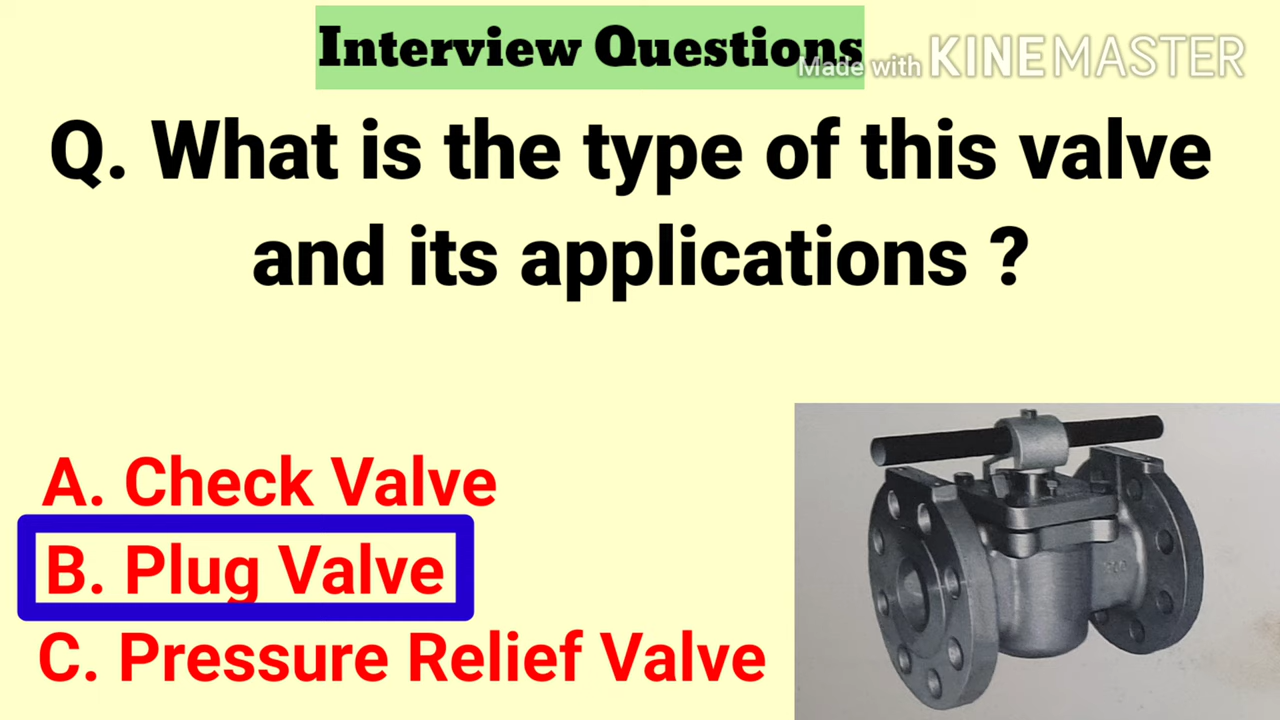 Interview Questions
Made with KINEMASTER
Q. What is the type of this valve
and its applications ?
A. Check Valve
B. Plug Valve
C. Pressure Relief Valve